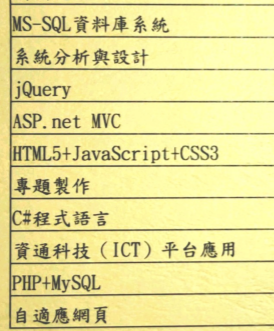 MS-SQL資料庫系統
系統分析與設計
jQuery
ASP.net MVC
HTML5+JavaScript+CSS3
專題製作
C#程式語言
資通科技（ICT）平台應用
PHP+MySQL
自適應網頁